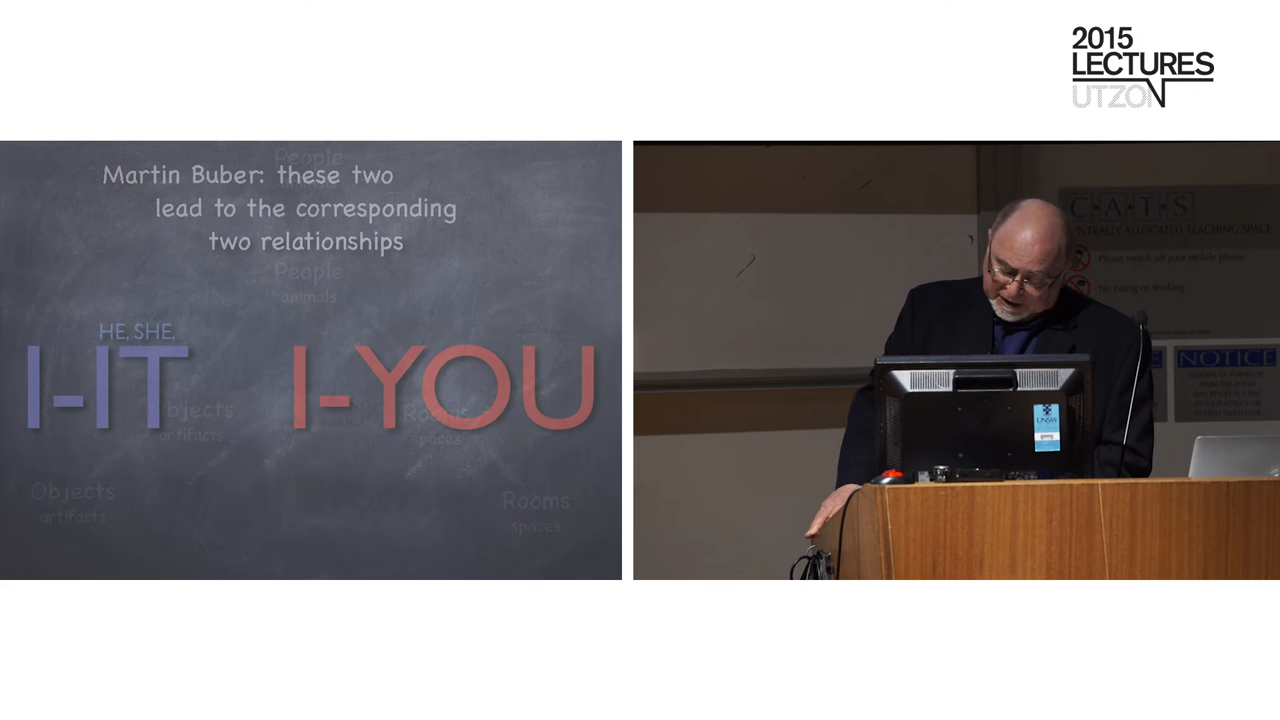 2015
LECTURES
UTZON
People
Martin Buber: these two
lead to the corresponding
two relationships
People
animals
HE, SHE,
I-IT I-YOU
Objects
artifacts
Rooms
spaces
Objects
artifacts
Rooms
spaces
C·A·T·S
CENTRALLY ALLOCATED TEACHING SPACE
Please switch off your mobile phone
No eating or drinking
NOTICE
UNSW